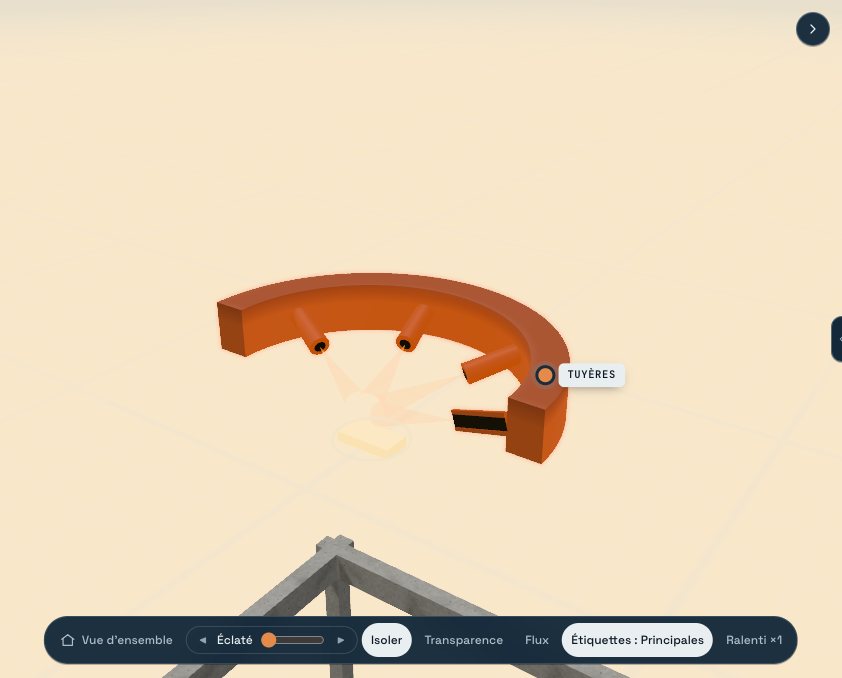 TUYÈRES
Vue d'ensemble
Éclaté
Isoler
Transparence
Flux
Étiquettes : Principales
Ralenti ×1